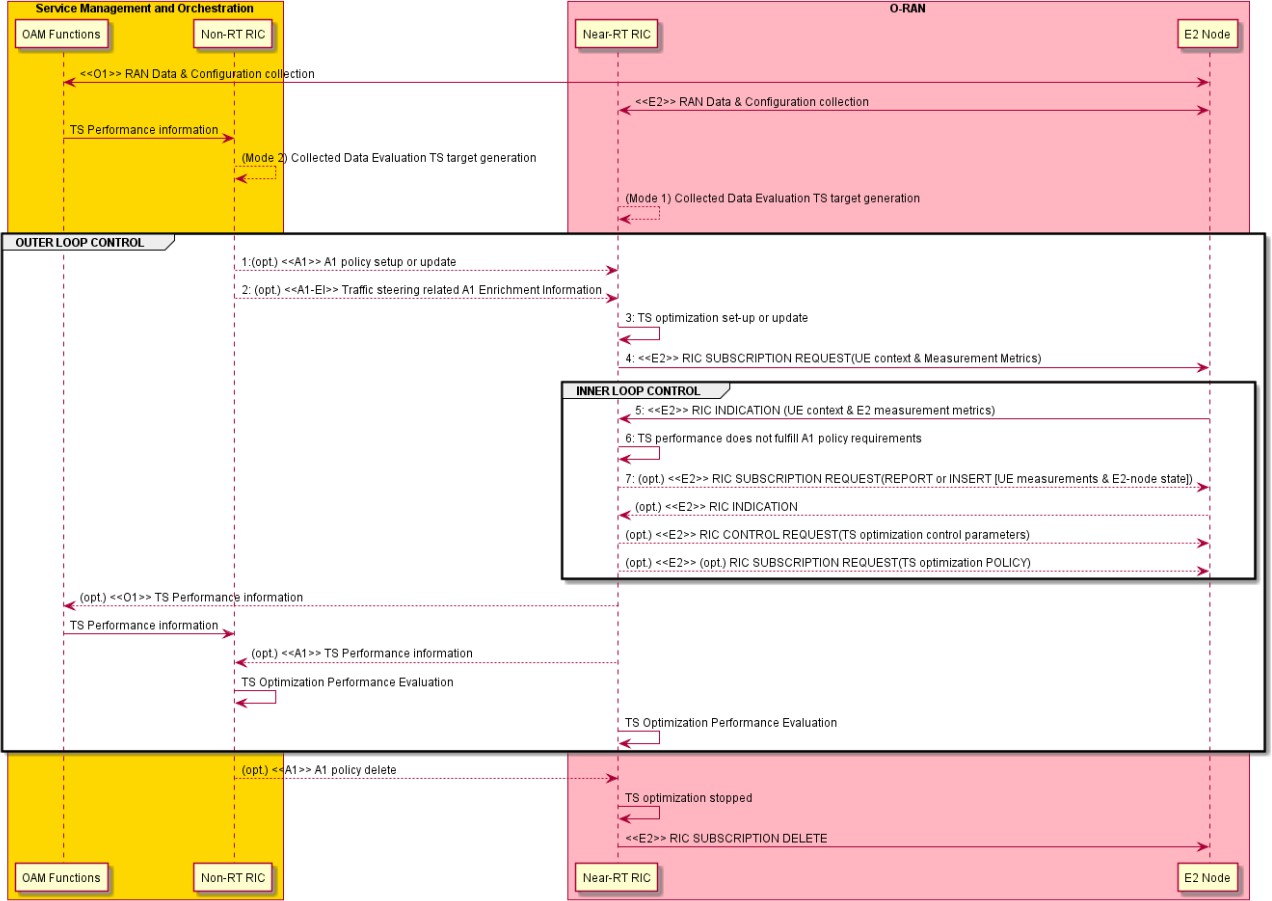 Service Management and Orchestration
O-RAN
OAM Functions
Non-RT RIC
Near-RT RIC
E2 Node
<<O1>> RAN Data & Configuration collection
<<E2>> RAN Data & Configuration collection
TS Performance information
(Mode 2) Collected Data Evaluation TS target generation
(Mode 1) Collected Data Evaluation TS target generation
OUTER LOOP CONTROL
1:(opt.) <<A1>> A1 policy setup or update
2: (opt.) <<A1-EI>> Traffic steering related A1 Enrichment Information
3: TS optimization set-up or update
4: <<E2>> RIC SUBSCRIPTION REQUEST(UE context & Measurement Metrics)
INNER LOOP CONTROL
5: <<E2>> RIC INDICATION (UE context & E2 measurement metrics)
6: TS performance does not fulfill A1 policy requirements
7: (opt.) <<E2>> RIC SUBSCRIPTION REQUEST(REPORT or INSERT [UE measurements & E2-node state])
(opt.) <<E2>> RIC INDICATION
(opt.) <<E2>> RIC CONTROL REQUEST(TS optimization control parameters)
(opt.) <<E2>> (opt.) RIC SUBSCRIPTION REQUEST(TS optimization POLICY)
(opt.) <<O1>> TS Performance information
TS Performance information
(opt.) <<A1>> TS Performance information
TS Optimization Performance Evaluation
TS Optimization Performance Evaluation
(opt.) <<A1>> A1 policy delete
TS optimization stopped
<<E2>> RIC SUBSCRIPTION DELETE
OAM Functions
Non-RT RIC
Near-RT RIC
E2 Node